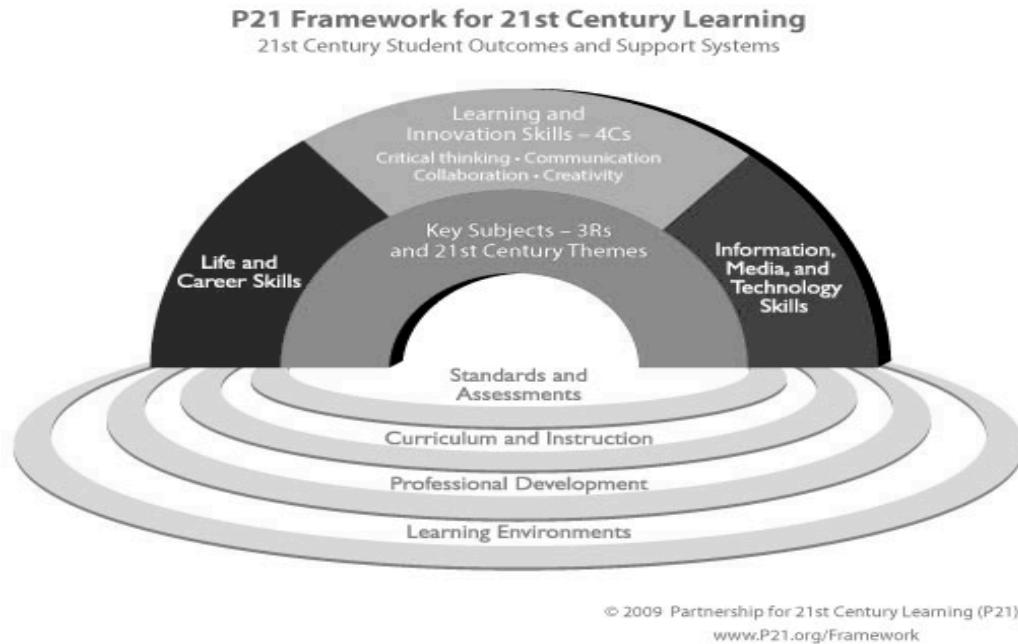 P21 Framework for 21st Century Learning
21st Century Student Outcomes and Support Systems
Learning and
Innovation Skills – 4Cs
Critical thinking • Communication
Collaboration • Creativity
Key Subjects – 3Rs
and 21st Century Themes
Life and
Career Skills
Information,
Media, and
Technology
Skills
Standards and
Assessments
Curriculum and Instruction
Professional Development
Learning Environments
© 2009 Partnership for 21st Century Learning (P21)
www.P21.org/Framework